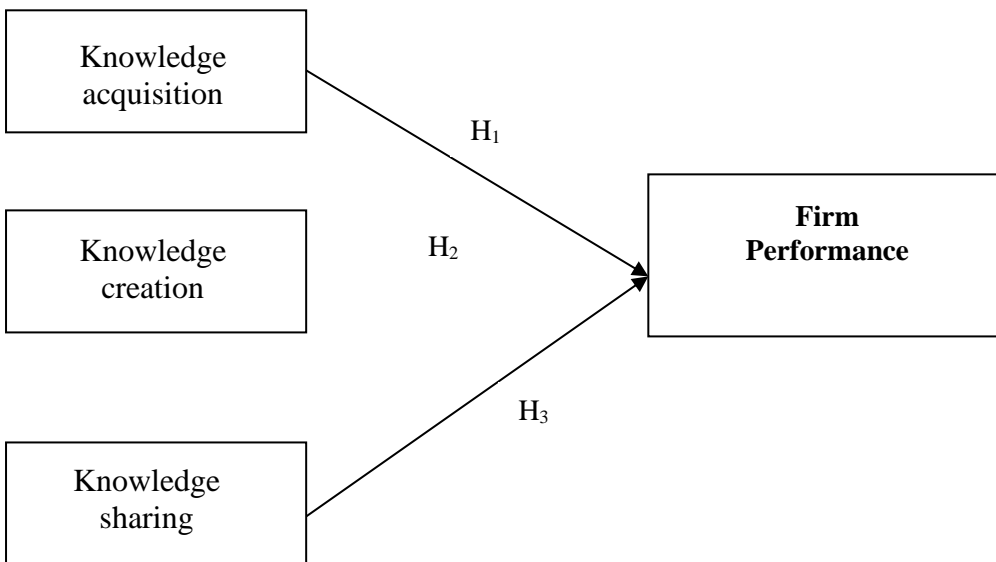 Knowledge
acquisition
H₁
Firm
Performance
Knowledge
creation
H₂
H₃
Knowledge
sharing